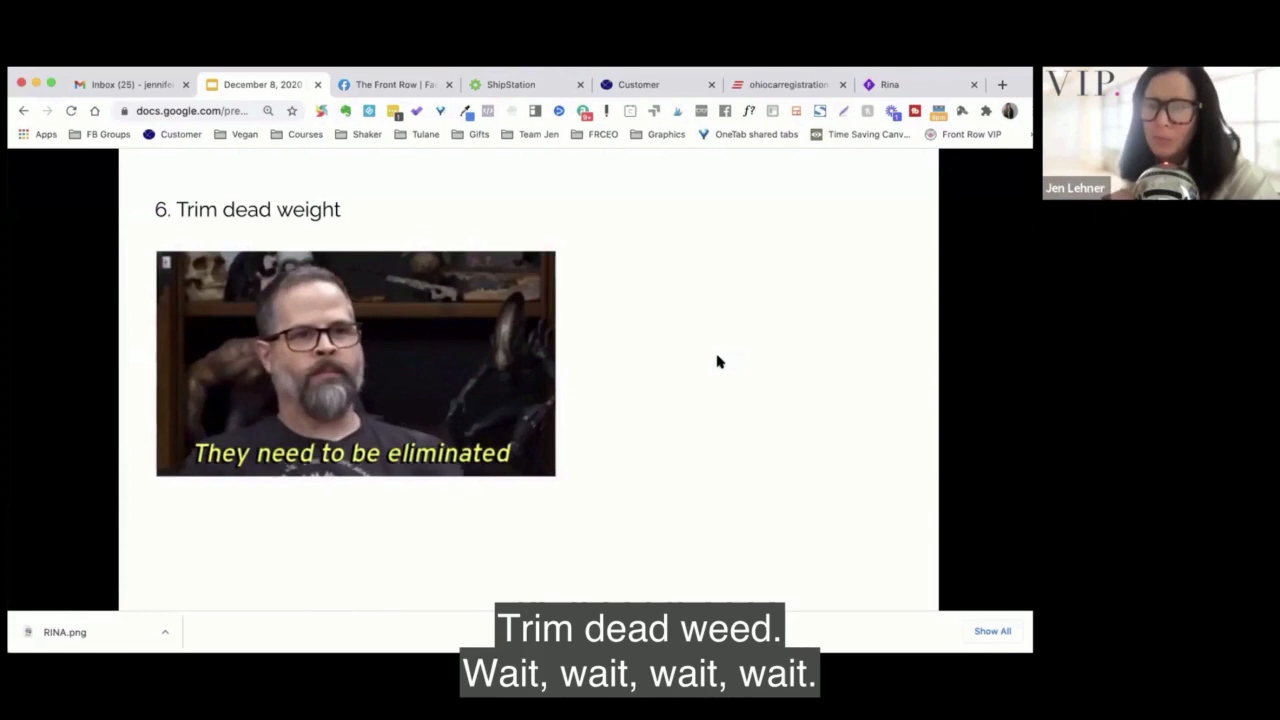 Inbox (25) - jennife
December 8, 2020
The Front Row | Fa
ShipStation
Customer
ohiocarregistration
Rina
docs.google.com/pre...
Apps
FB Groups
Customer
Vegan
Courses
Shaker
Tulane
Gifts
Team Jen
FRCEO
Graphics
OneTab shared tabs
Time Saving Canv...
Front Row VIP
VIP.
Jen Lehner
6. Trim dead weight
They need to be eliminated
RINA.png
Show All
Trim dead weed.
Wait, wait, wait, wait.